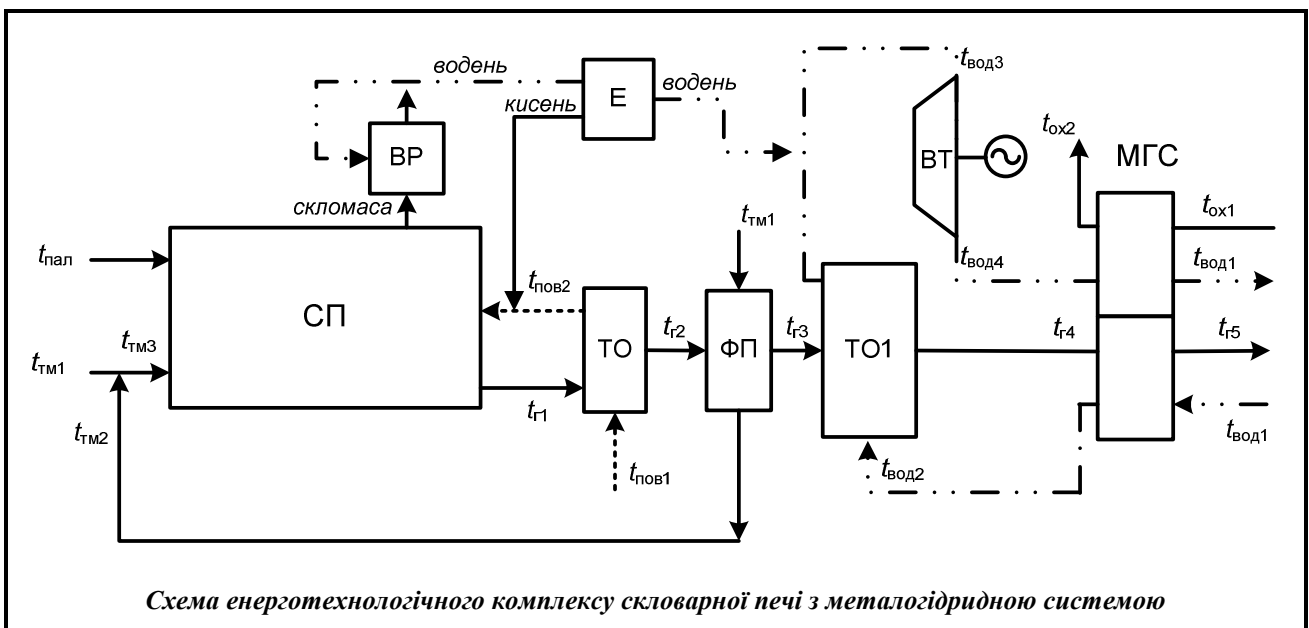 водень
Е
водень
tвод3
кисень
tох2
МГС
ВР
ВТ
скломаса
tтм1
tох1
tпал
tпов2
tвод4
tвод1
СП
tтм1
tтм3
ТО
tг2
ФП
tг3
ТО1
tг4
tг5
tг1
tтм2
tпов1
tвод2
tвод1
Схема енерготехнологічного комплексу скловарної печі з металогідридною системою